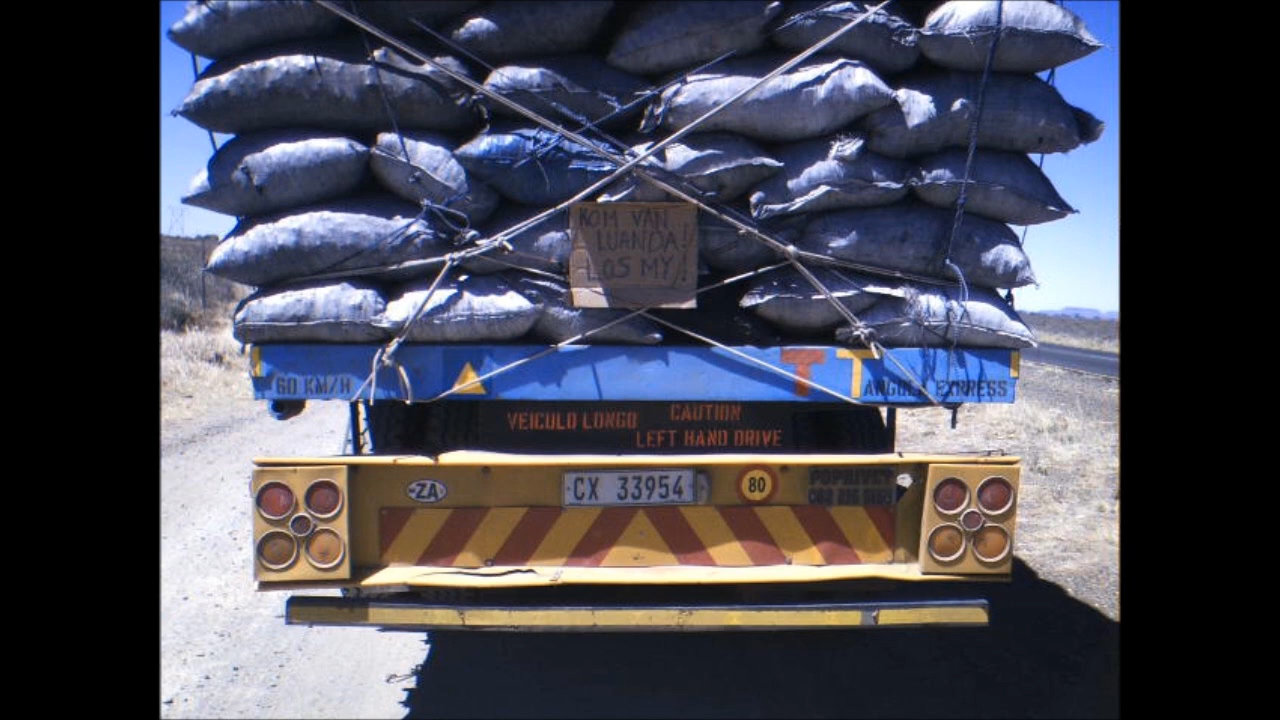 KOM VAN
LUANDA!
LOS MY!
60 KM/H
T T
ANGOLA EXPRESS
VEICULO LONGO
CAUTION
LEFT HAND DRIVE
ZA
CX 33954
80
POPRIVET